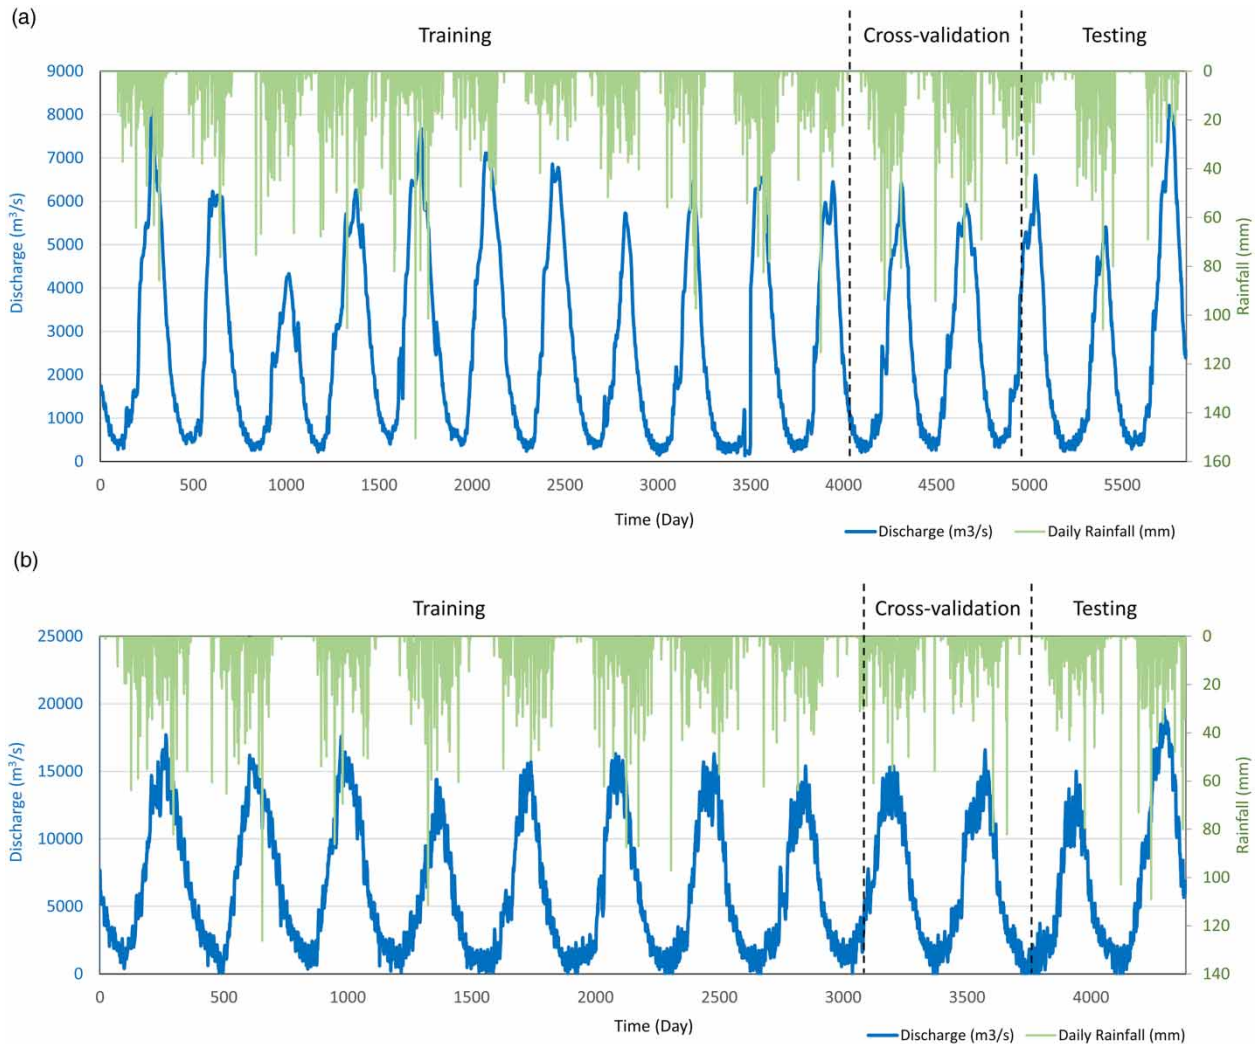 (a)
Training Cross-validation Testing
9000 0
8000 20
7000 40
6000 60
5000 80
4000 100
3000 120
2000 140
1000 160
0
Discharge (m³/s)
Rainfall (mm)
0 500 1000 1500 2000 2500 3000 3500 4000 4500 5000 5500
Time (Day)
Discharge (m3/s) Daily Rainfall (mm)
(b)
Training Cross-validation Testing
25000 0
20000 20
15000 40
10000 60
5000 80
0 100
120
140
Discharge (m³/s)
Rainfall (mm)
0 500 1000 1500 2000 2500 3000 3500 4000
Time (Day)
Discharge (m3/s) Daily Rainfall (mm)